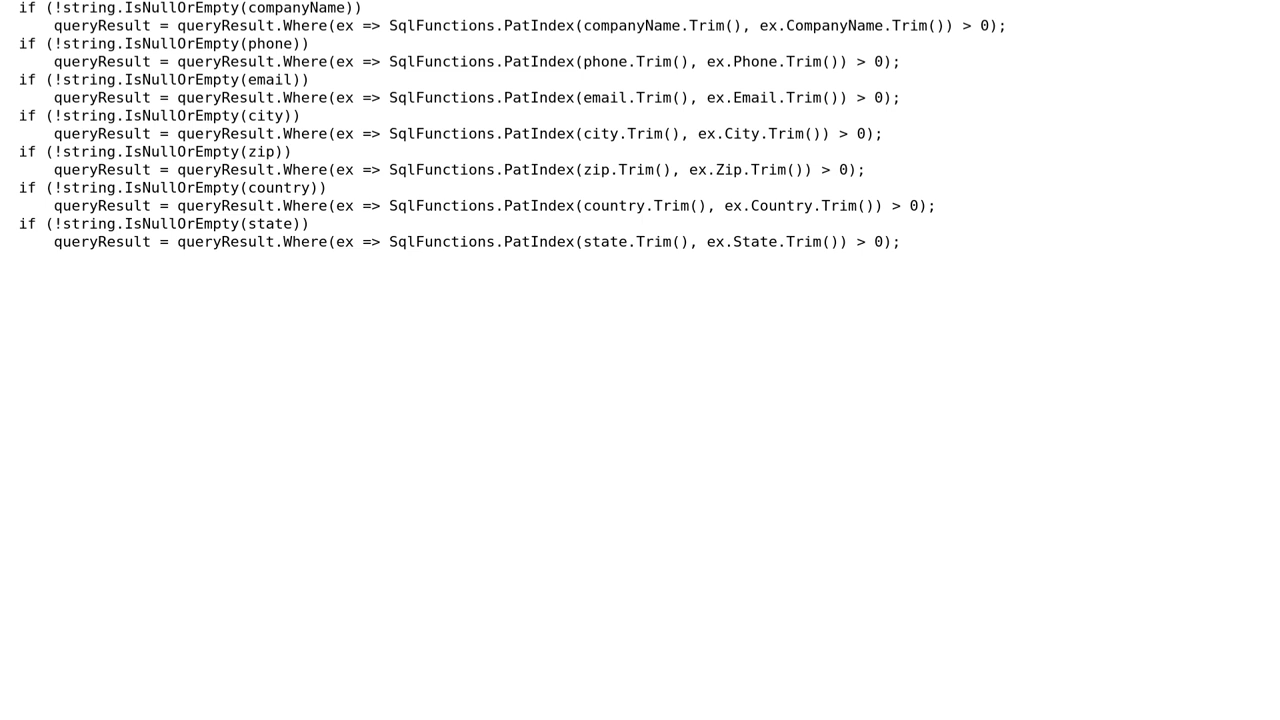 if (!string.IsNullOrEmpty(companyName))
    queryResult = queryResult.Where(ex => SqlFunctions.PatIndex(companyName.Trim(), ex.CompanyName.Trim()) > 0);
if (!string.IsNullOrEmpty(phone))
    queryResult = queryResult.Where(ex => SqlFunctions.PatIndex(phone.Trim(), ex.Phone.Trim()) > 0);
if (!string.IsNullOrEmpty(email))
    queryResult = queryResult.Where(ex => SqlFunctions.PatIndex(email.Trim(), ex.Email.Trim()) > 0);
if (!string.IsNullOrEmpty(city))
    queryResult = queryResult.Where(ex => SqlFunctions.PatIndex(city.Trim(), ex.City.Trim()) > 0);
if (!string.IsNullOrEmpty(zip))
    queryResult = queryResult.Where(ex => SqlFunctions.PatIndex(zip.Trim(), ex.Zip.Trim()) > 0);
if (!string.IsNullOrEmpty(country))
    queryResult = queryResult.Where(ex => SqlFunctions.PatIndex(country.Trim(), ex.Country.Trim()) > 0);
if (!string.IsNullOrEmpty(state))
    queryResult = queryResult.Where(ex => SqlFunctions.PatIndex(state.Trim(), ex.State.Trim()) > 0);